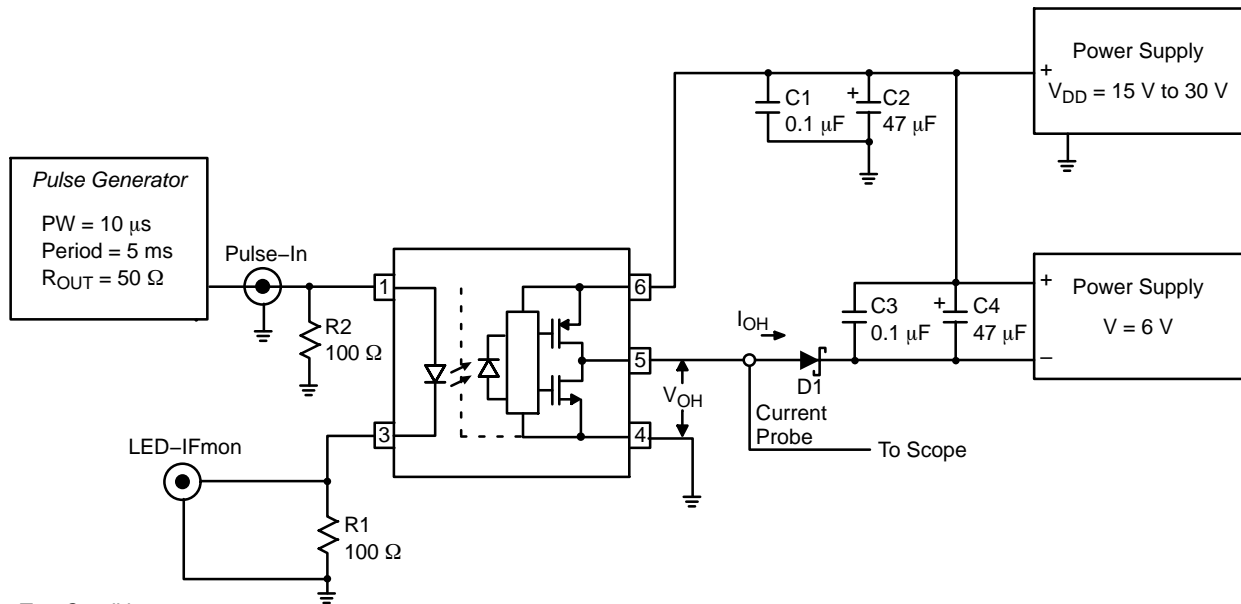 Pulse Generator
PW = 10 μs
Period = 5 ms
R_OUT = 50 Ω
Pulse–In
R2
100 Ω
LED–IFmon
R1
100 Ω
1
3
6
5
4
C1
0.1 μF
+
C2
47 μF
Power Supply
+
V_DD = 15 V to 30 V
C3
0.1 μF
+
C4
47 μF
+
Power Supply
V = 6 V
–
I_OH
D1
V_OH
Current
Probe
To Scope